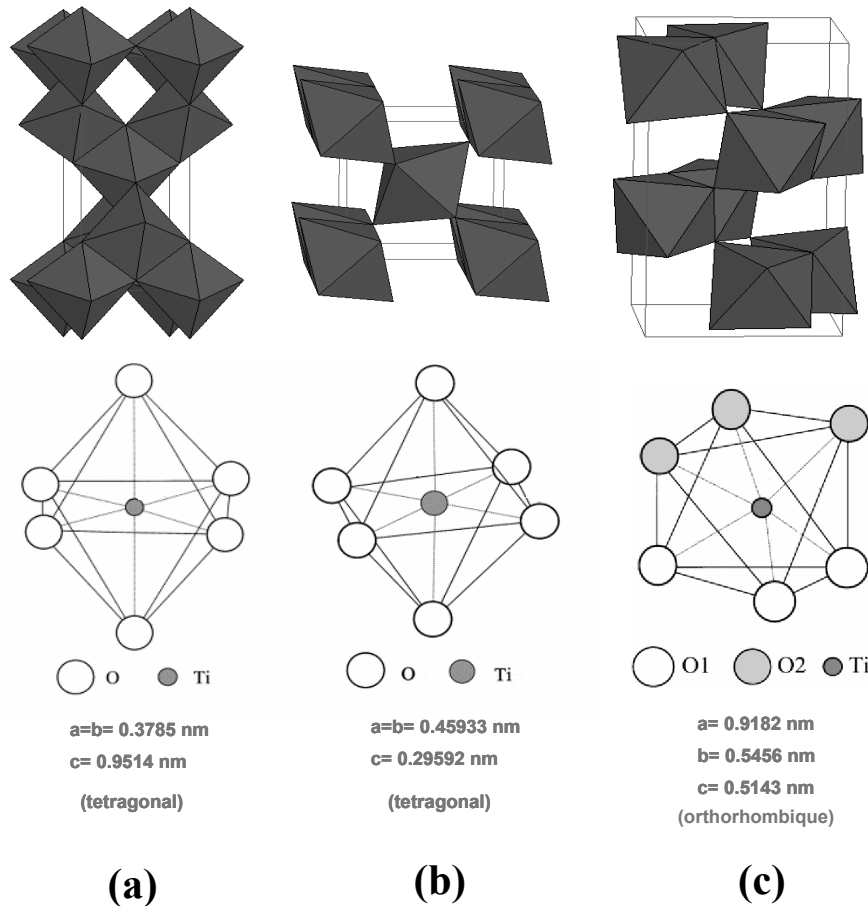 O Ti
O Ti
O1 O2 Ti
a=b= 0.3785 nm
c= 0.9514 nm
(tetragonal)
a=b= 0.45933 nm
c= 0.29592 nm
(tetragonal)
a= 0.9182 nm
b= 0.5456 nm
c= 0.5143 nm
(orthorhombique)
(a)
(b)
(c)